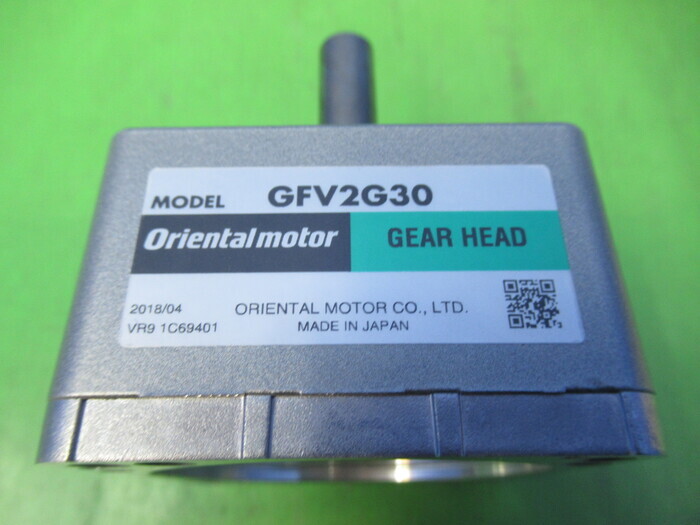 MODEL GFV2G30
Orientalmotor GEAR HEAD
2018/04 ORIENTAL MOTOR CO., LTD.
VR9 1C69401 MADE IN JAPAN